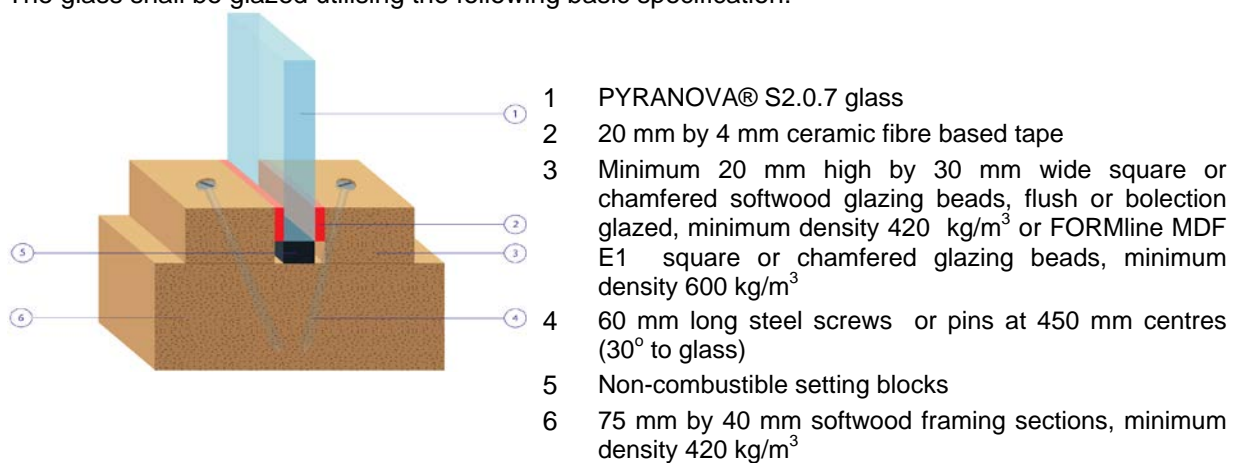 The glass shall be glazed utilising the following basic specification.
1
2
3
4
5
6
1 PYRANOVA® S2.0.7 glass
2 20 mm by 4 mm ceramic fibre based tape
3 Minimum 20 mm high by 30 mm wide square or
chamfered softwood glazing beads, flush or bolection
glazed, minimum density 420 kg/m³ or FORMline MDF
E1 square or chamfered glazing beads, minimum
density 600 kg/m³
4 60 mm long steel screws or pins at 450 mm centres
(30° to glass)
5 Non-combustible setting blocks
6 75 mm by 40 mm softwood framing sections, minimum
density 420 kg/m³